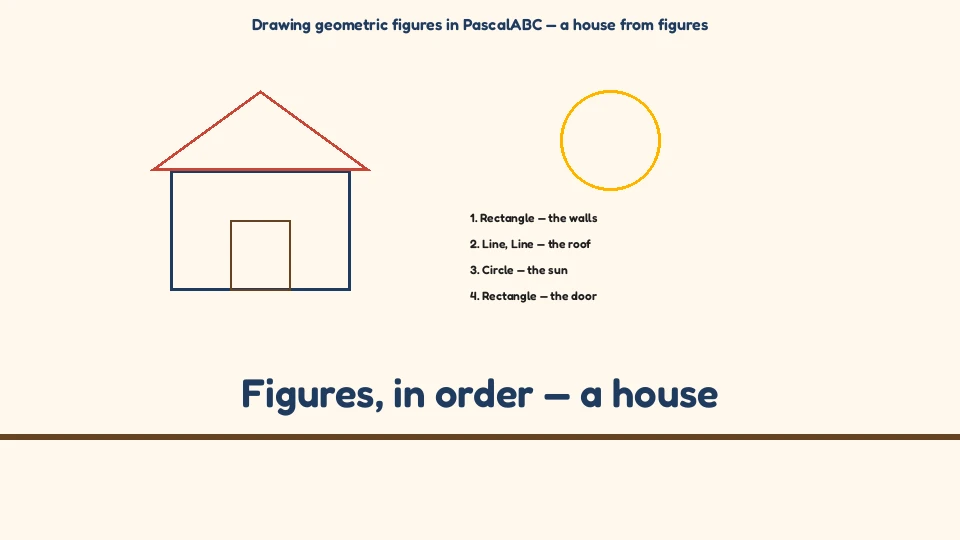 Drawing geometric figures in PascalABC — a house from figures
1. Rectangle — the walls
2. Line, Line — the roof
3. Circle — the sun
4. Rectangle — the door
Figures, in order — a house